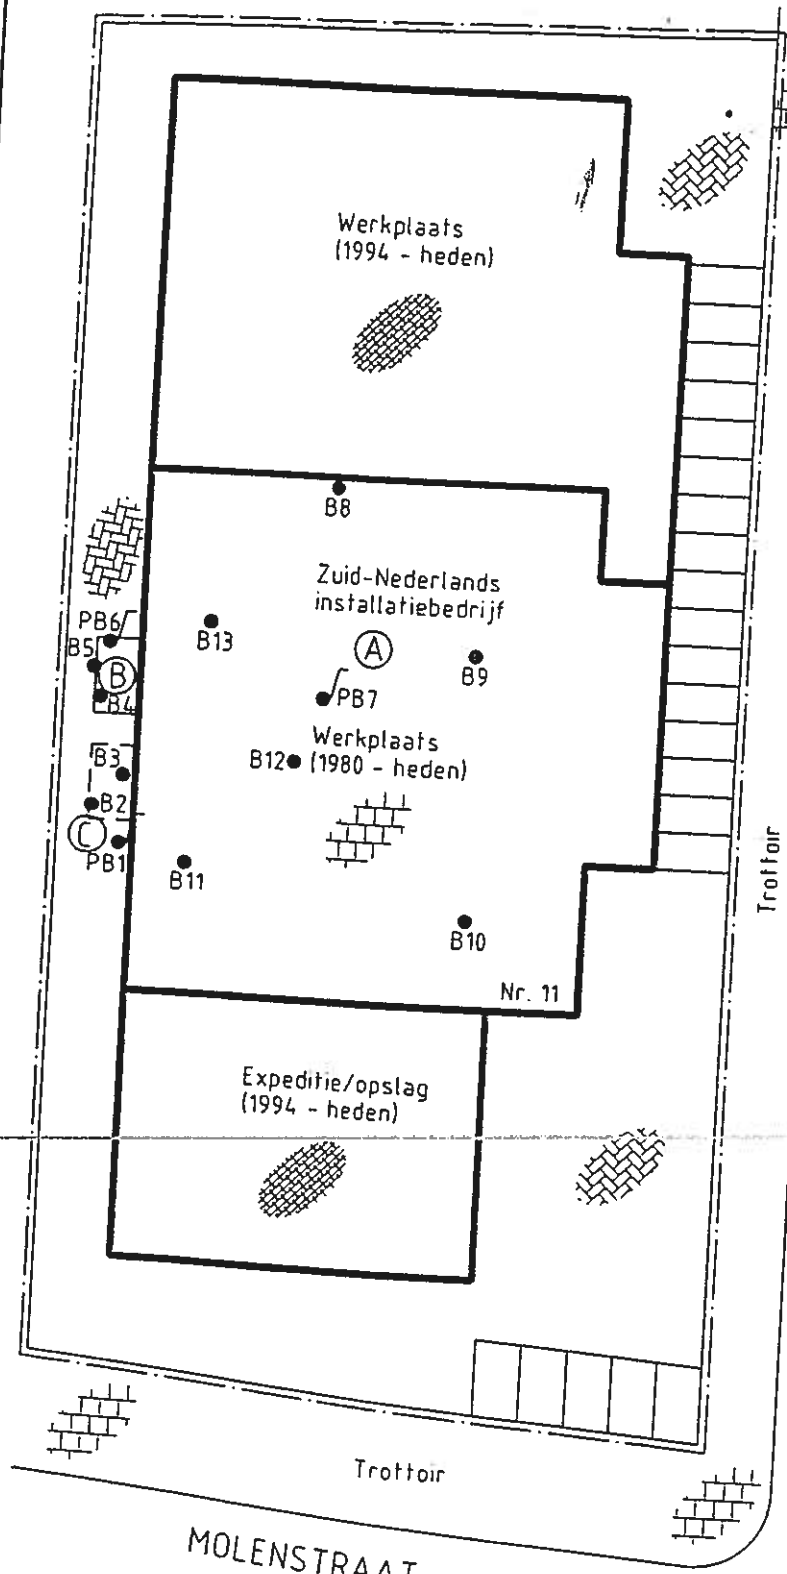 Werkplaats
(1994 - heden)
B8
Zuid-Nederlands
installatiebedrijf
PB6
B13
A
B5
B
B9
B4
PB7
Werkplaats
B3
B12
(1980 - heden)
B2
C
PB1
Trottoir
B11
B10
Nr. 11
Expeditie/opslag
(1994 - heden)
Trottoir
MOLENSTRAAT